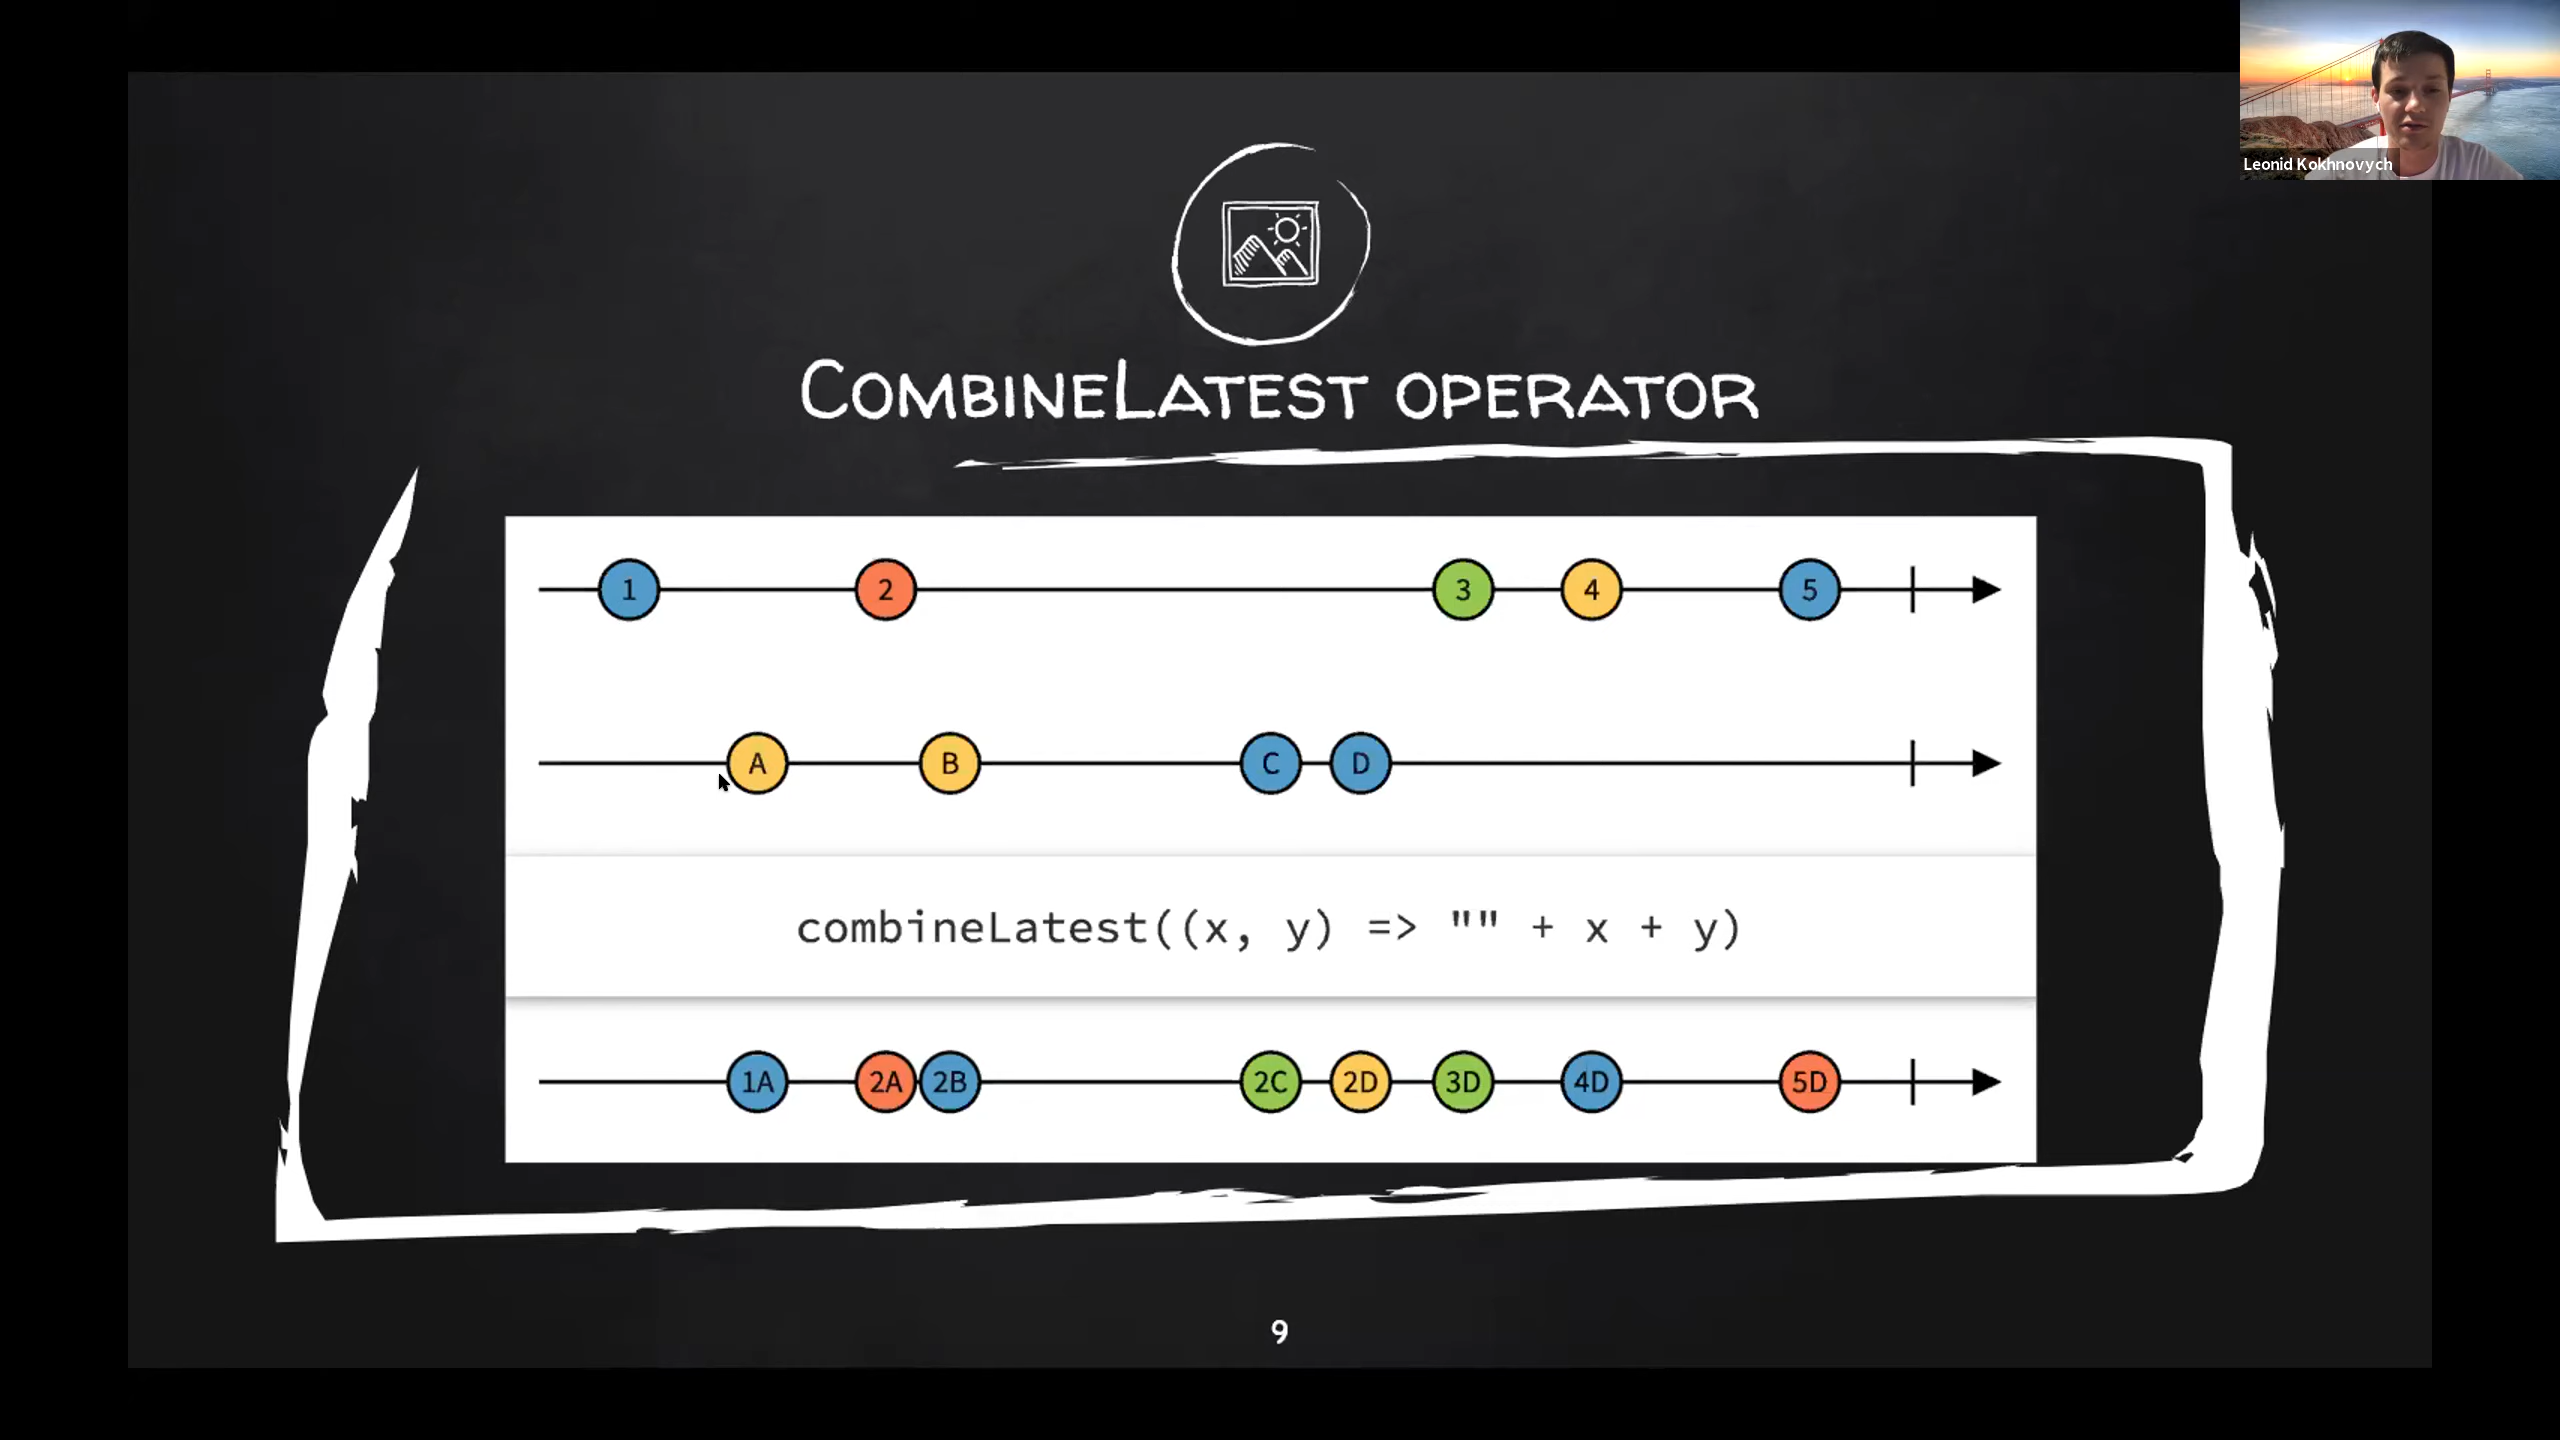 Leonid Kokhnovych
CombineLatest operator
1 2 3 4 5
A B C D
combineLatest((x, y) => "" + x + y)
1A 2A 2B 2C 2D 3D 4D 5D
9